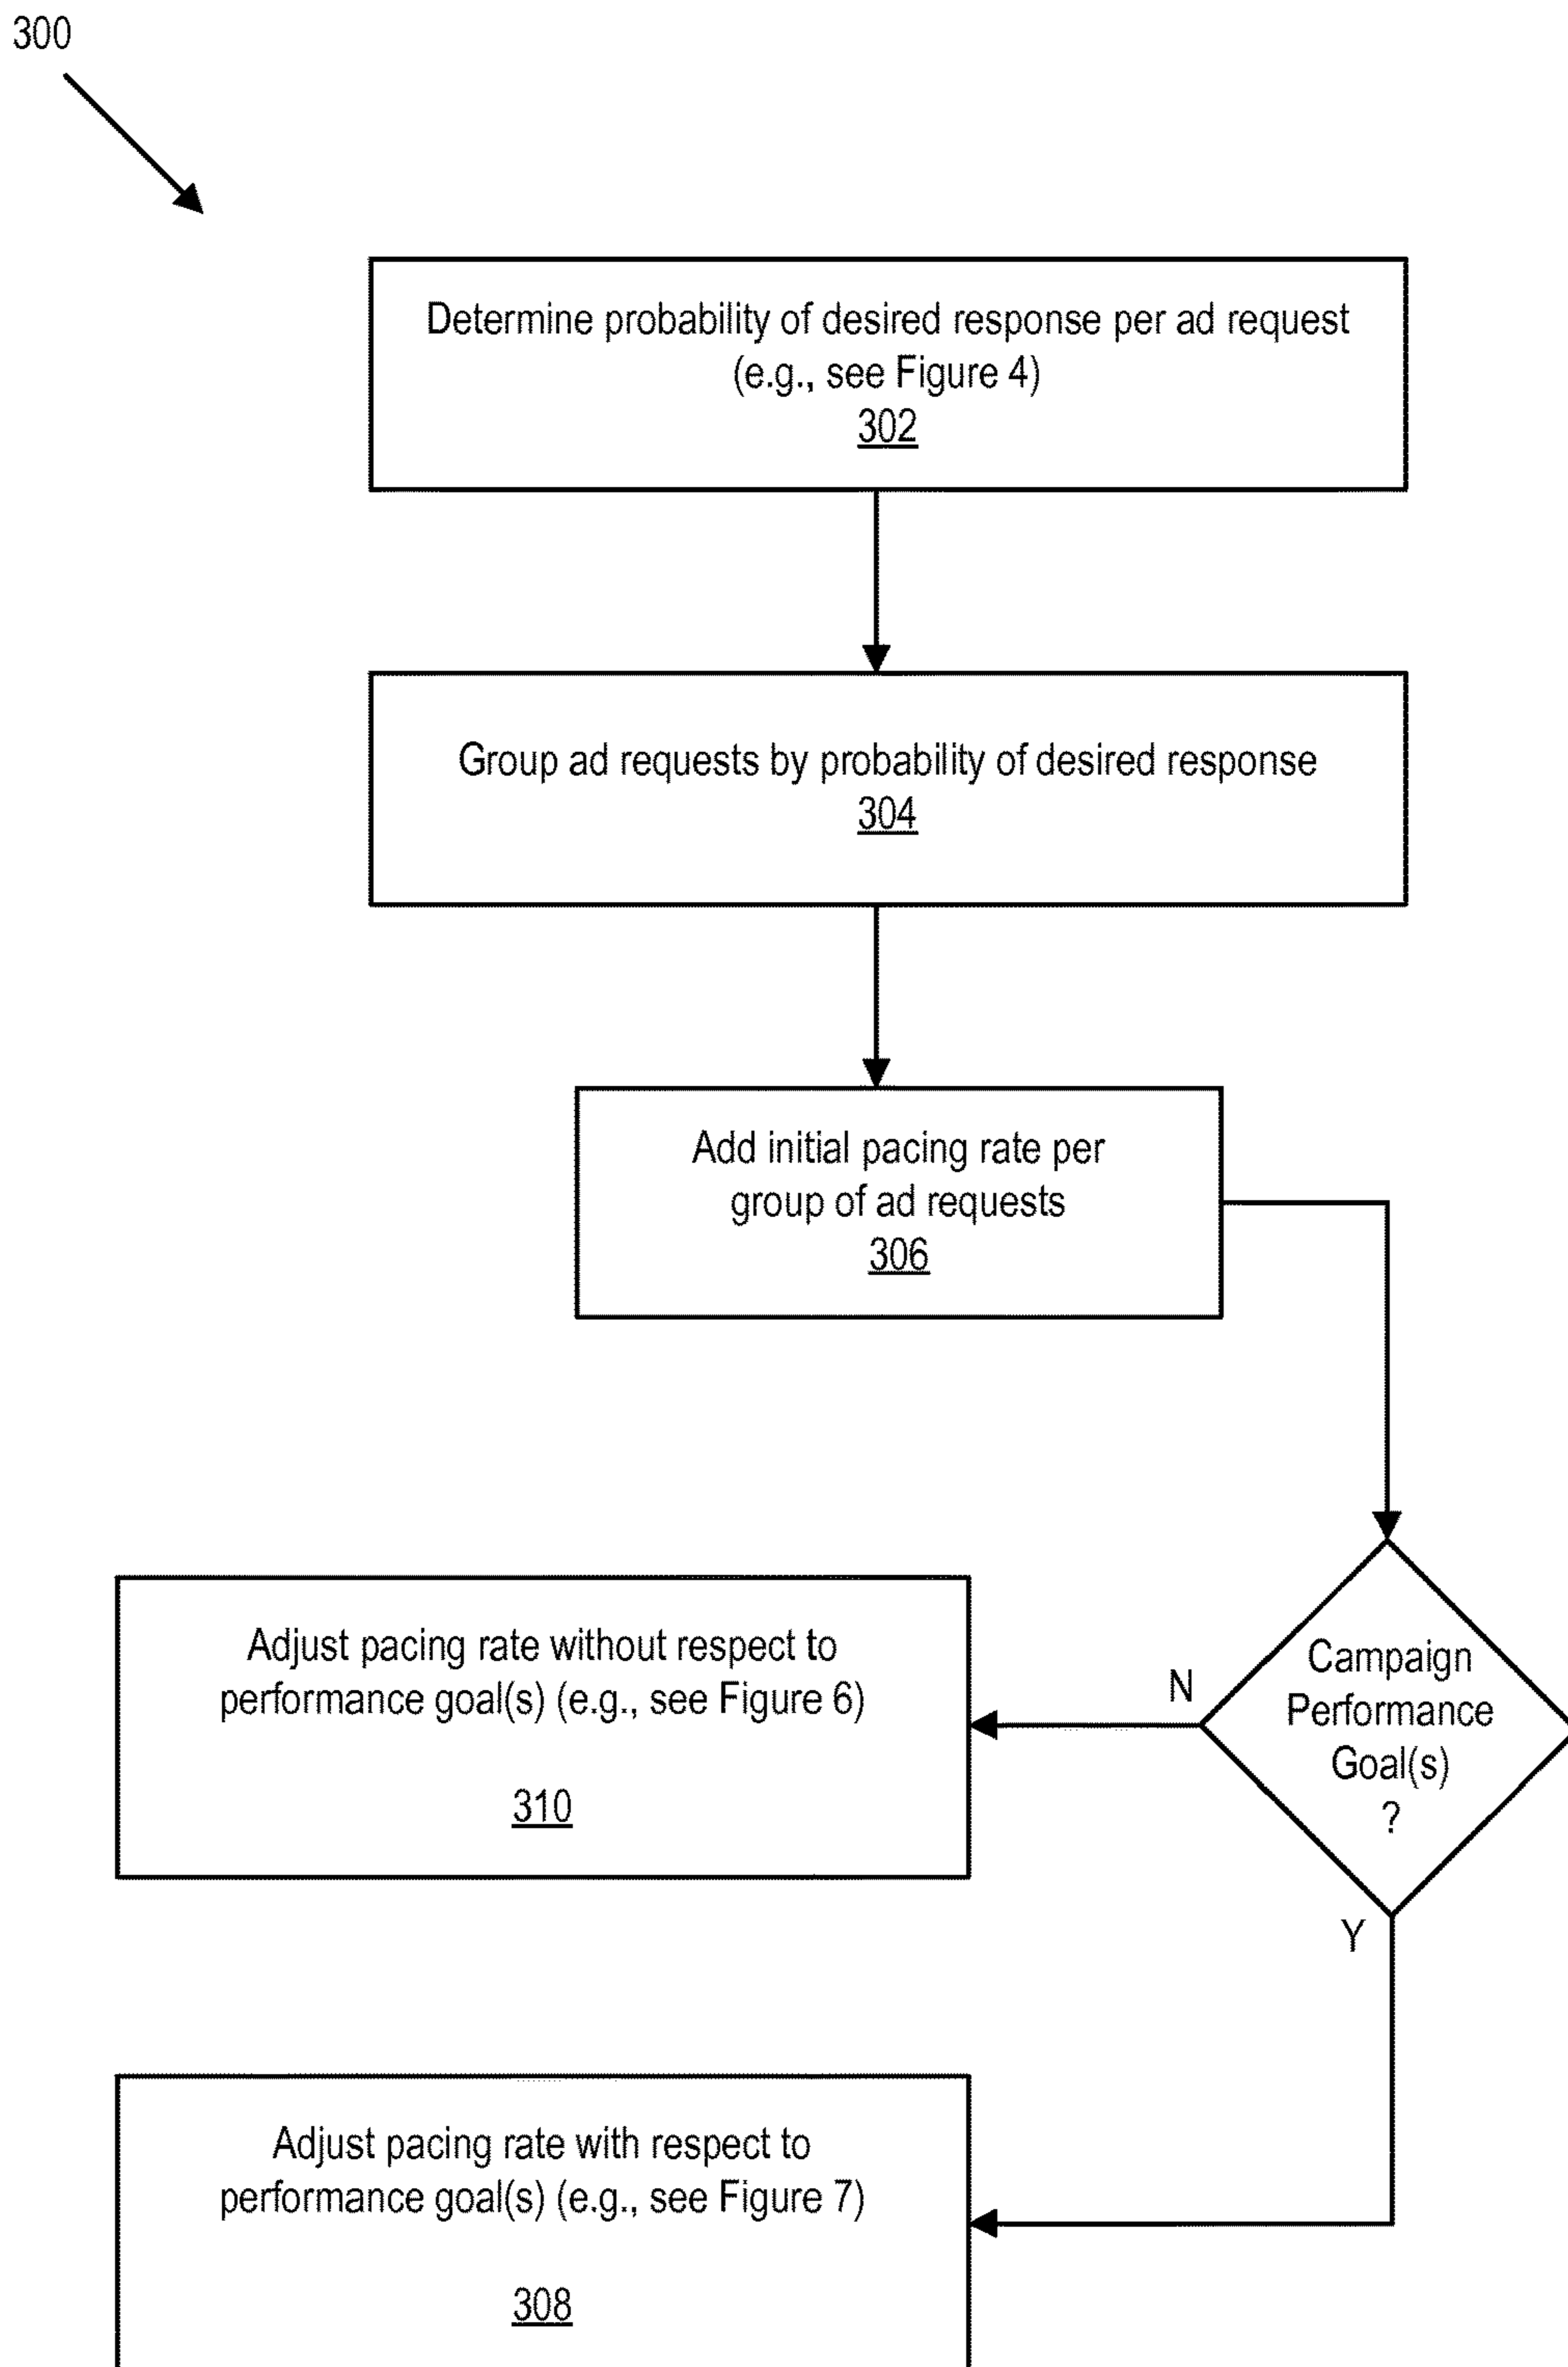 300
Determine probability of desired response per ad request
(e.g., see Figure 4)
302
Group ad requests by probability of desired response
304
Add initial pacing rate per
group of ad requests
306
Campaign
Performance
Goal(s)
?
N
Adjust pacing rate without respect to
performance goal(s) (e.g., see Figure 6)
310
Y
Adjust pacing rate with respect to
performance goal(s) (e.g., see Figure 7)
308